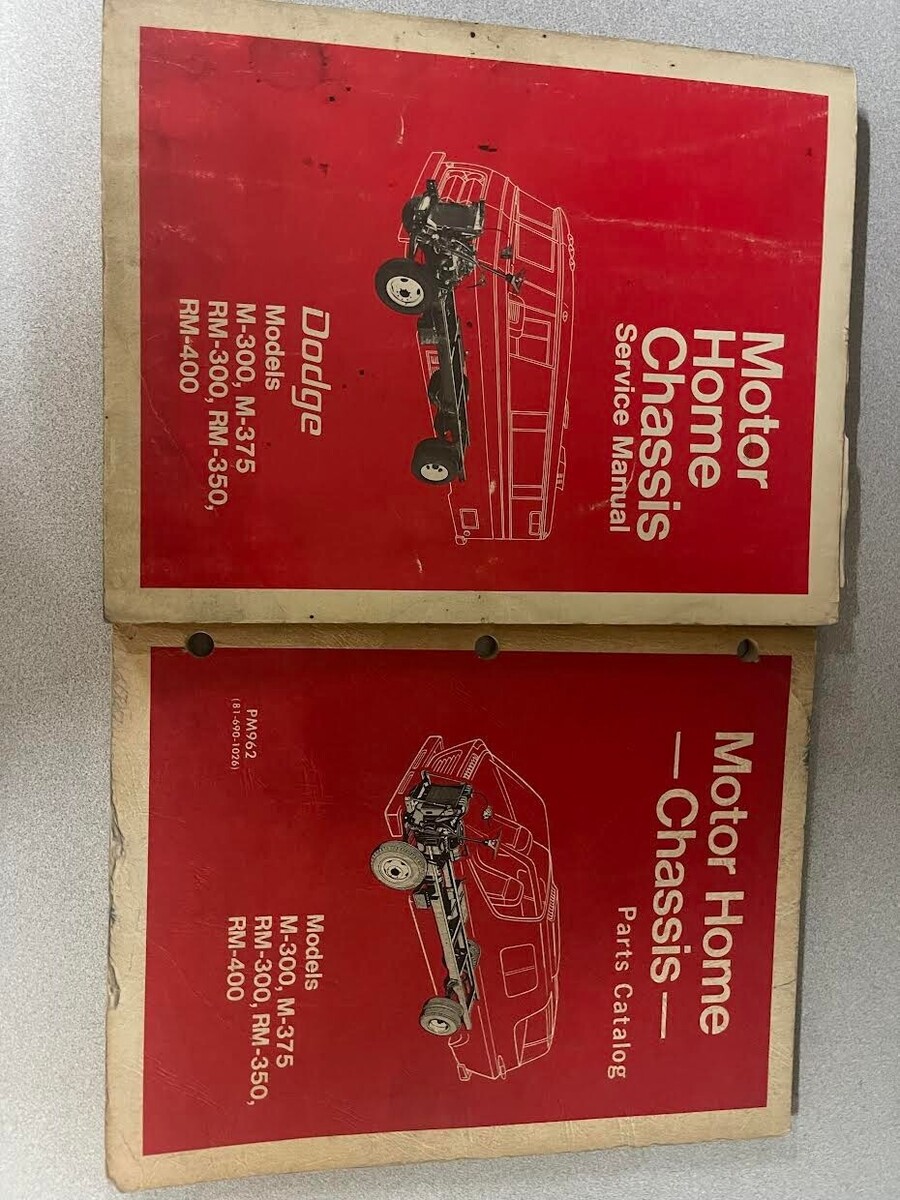 Motor
Home
Chassis
Service Manual
Dodge
Models
M-300, M-375
RM-300, RM-350,
RM-400
Motor Home
— Chassis —
Parts Catalog
Models
M-300, M-375
RM-300, RM-350,
RM-400
PM962
(81-690-1026)